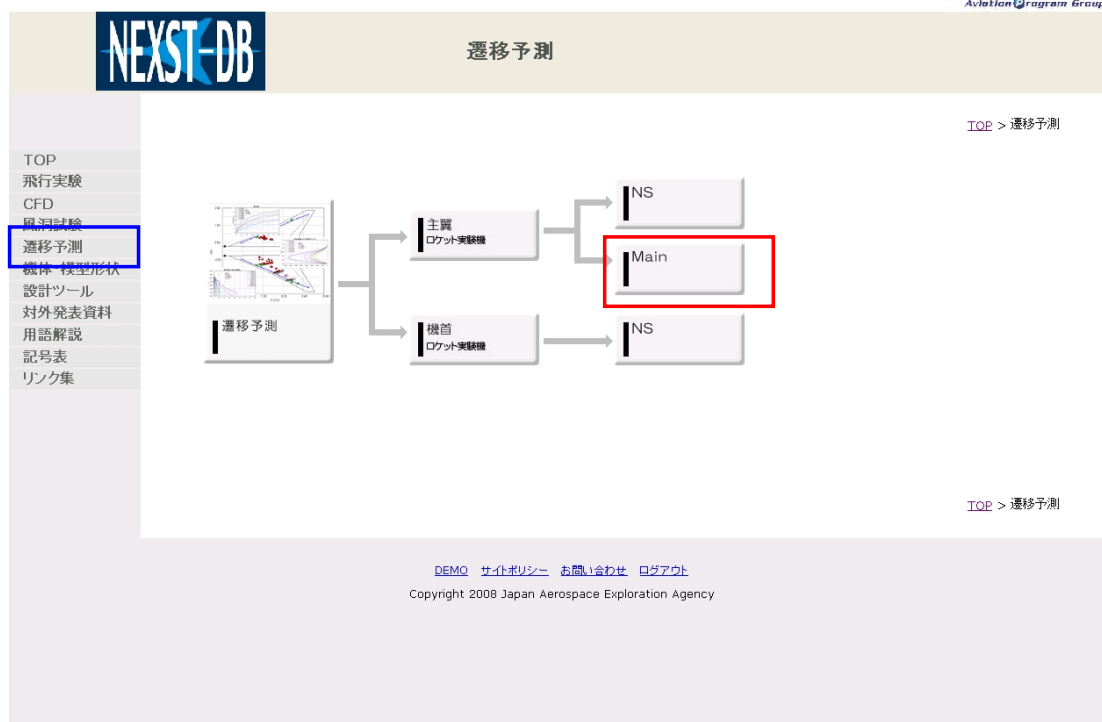 Aviation Program Group
NEXST-DB
遷移予測
TOP > 遷移予測
TOP
飛行実験
CFD
風洞試験
遷移予測
機体・模型形状
設計ツール
対外発表資料
用語解説
記号表
リンク集
遷移予測
主翼
ロケット実験機
機首
ロケット実験機
NS
Main
NS
TOP > 遷移予測
DEMO サイトポリシー お問い合わせ ログアウト
Copyright 2008 Japan Aerospace Exploration Agency